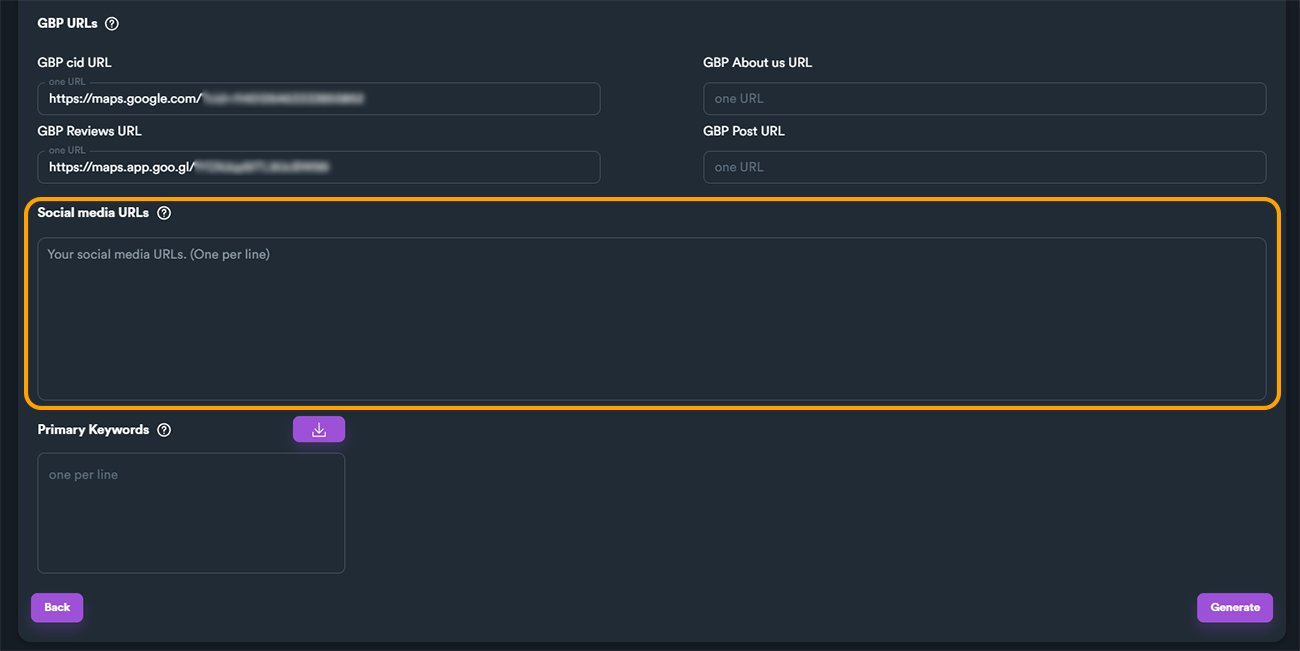 GBP URLs
GBP cid URL
one URL
https://maps.google.com/
GBP About us URL
one URL
GBP Reviews URL
one URL
https://maps.app.goo.gl/
GBP Post URL
one URL
Social media URLs
Your social media URLs. (One per line)
Primary Keywords
one per line
Back
Generate